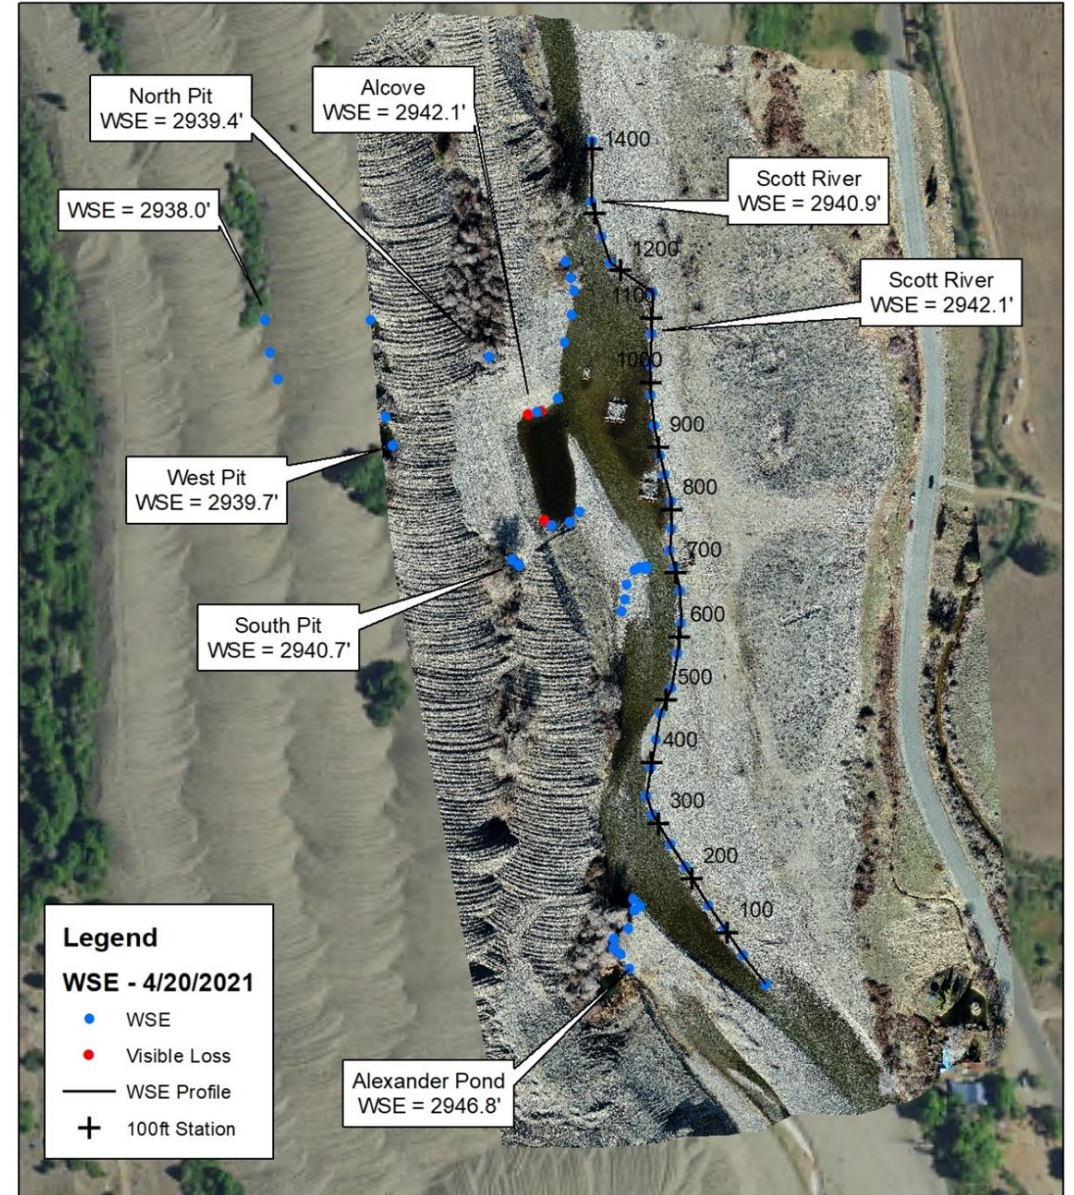 North Pit
WSE = 2939.4'
Alcove
WSE = 2942.1'
WSE = 2938.0'
Scott River
WSE = 2940.9'
Scott River
WSE = 2942.1'
West Pit
WSE = 2939.7'
South Pit
WSE = 2940.7'
Alexander Pond
WSE = 2946.8'
1400
1200
1100
1000
900
800
700
600
500
400
300
200
100
Legend
WSE - 4/20/2021
WSE
Visible Loss
WSE Profile
100ft Station